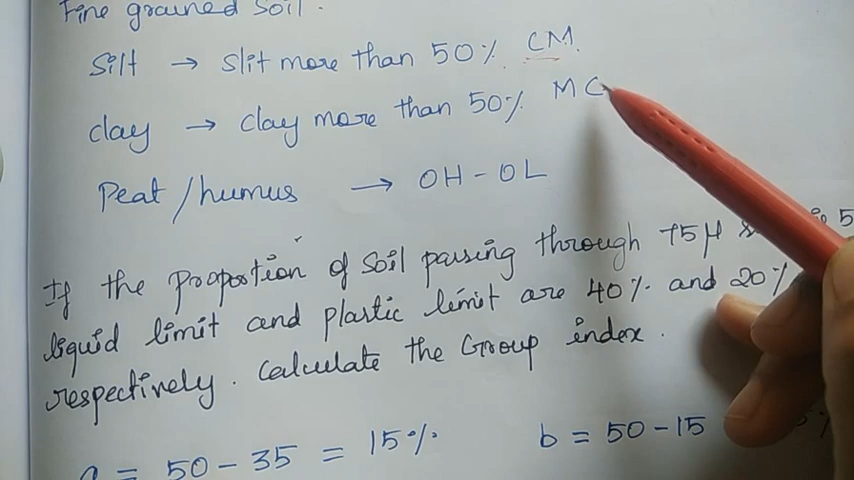 Fine grained Soil.
Silt → Slit more than 50% CM.
clay → clay more than 50% MC
Peat / humus → OH - OL
If the proportion of Soil passing through 75μ 5
liquid limit and plastic limit are 40% and 20%
respectively. Calculate the Group index.
a = 50 - 35 = 15% b = 50 - 15